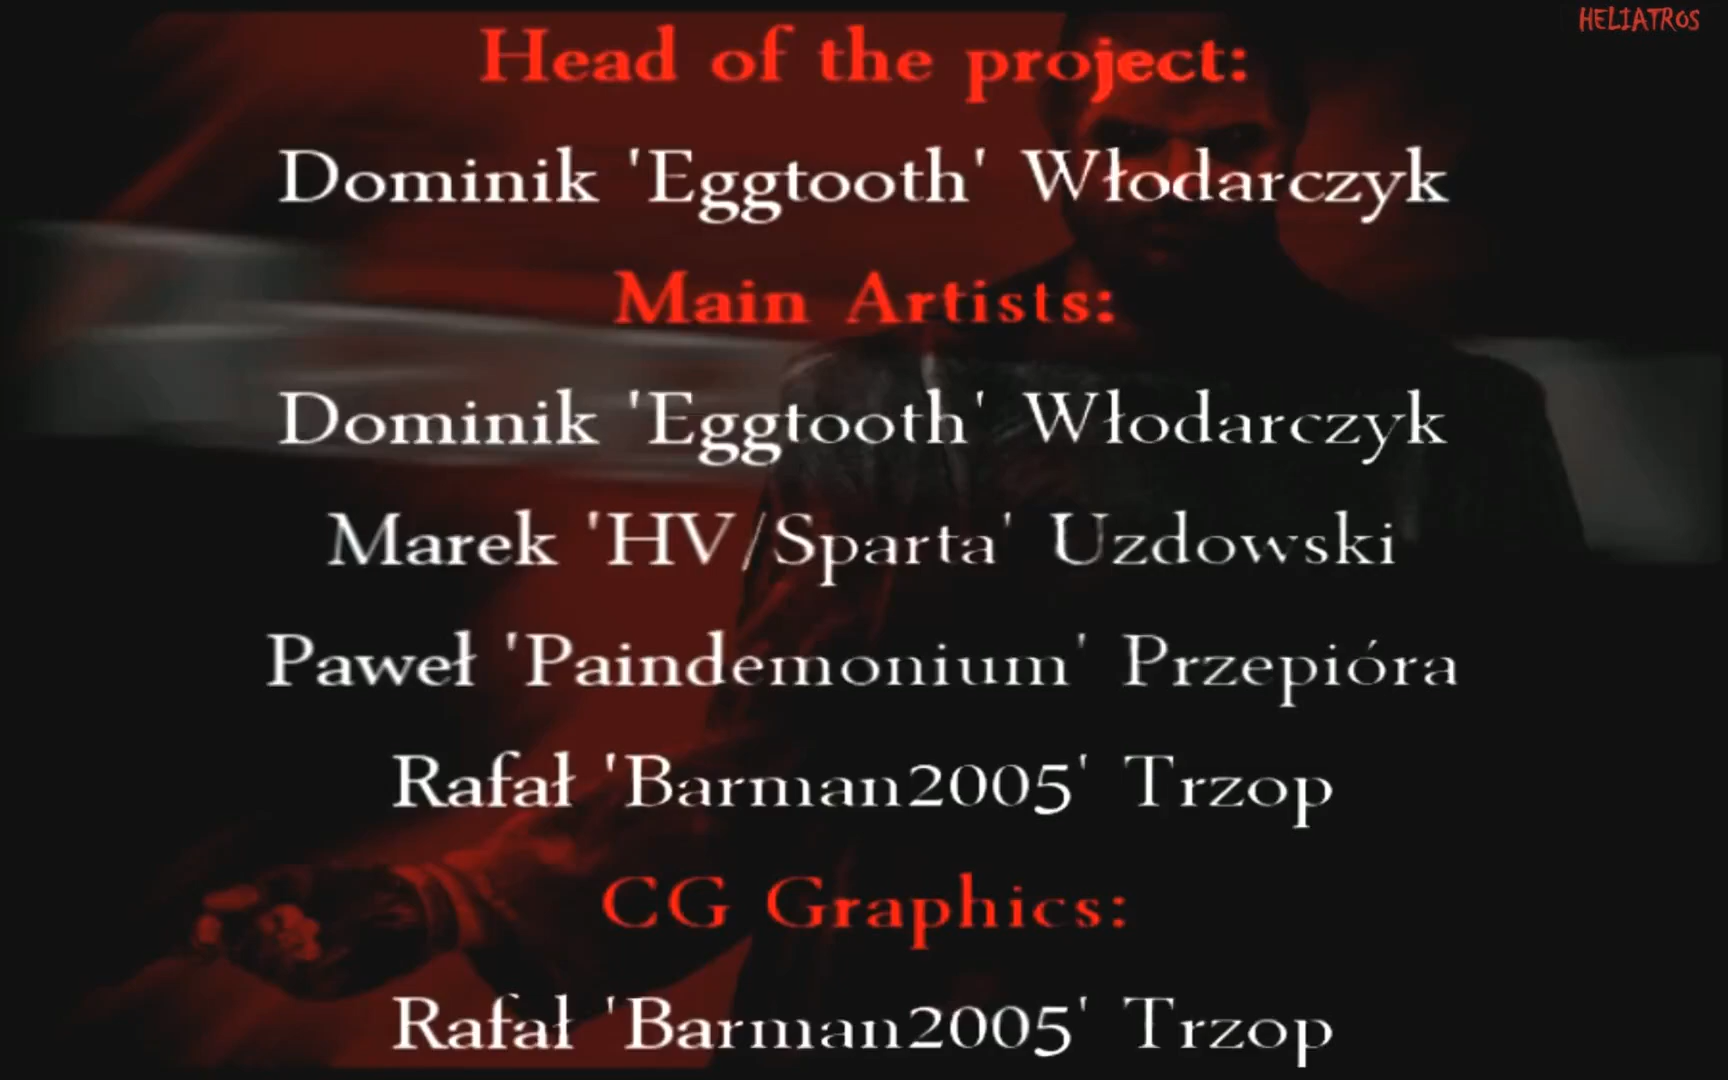 HELIATROS
Head of the project:
Dominik 'Eggtooth' Włodarczyk
Main Artists:
Dominik 'Eggtooth' Włodarczyk
Marek 'HV/Sparta' Uzdowski
Paweł 'Paindemonium' Przepióra
Rafał 'Barman2005' Trzop
CG Graphics:
Rafał 'Barman2005' Trzop